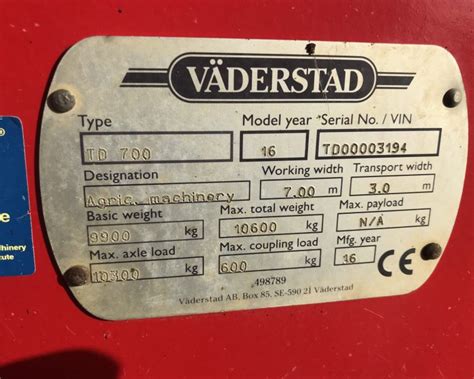 VÄDERSTAD
Type Model year Serial No. / VIN
TD 700 16 TD00003194
Designation Working width Transport width
Agric. machinery 7.00 m 3.0 m
Basic weight Max. total weight Max. payload
9900 kg 10600 kg N/A kg
Max. axle load Max. coupling load Mfg. year
10300 kg 600 kg 16 CE
498789
Väderstad AB, Box 85, SE-590 21 Väderstad
e
hinery
cute